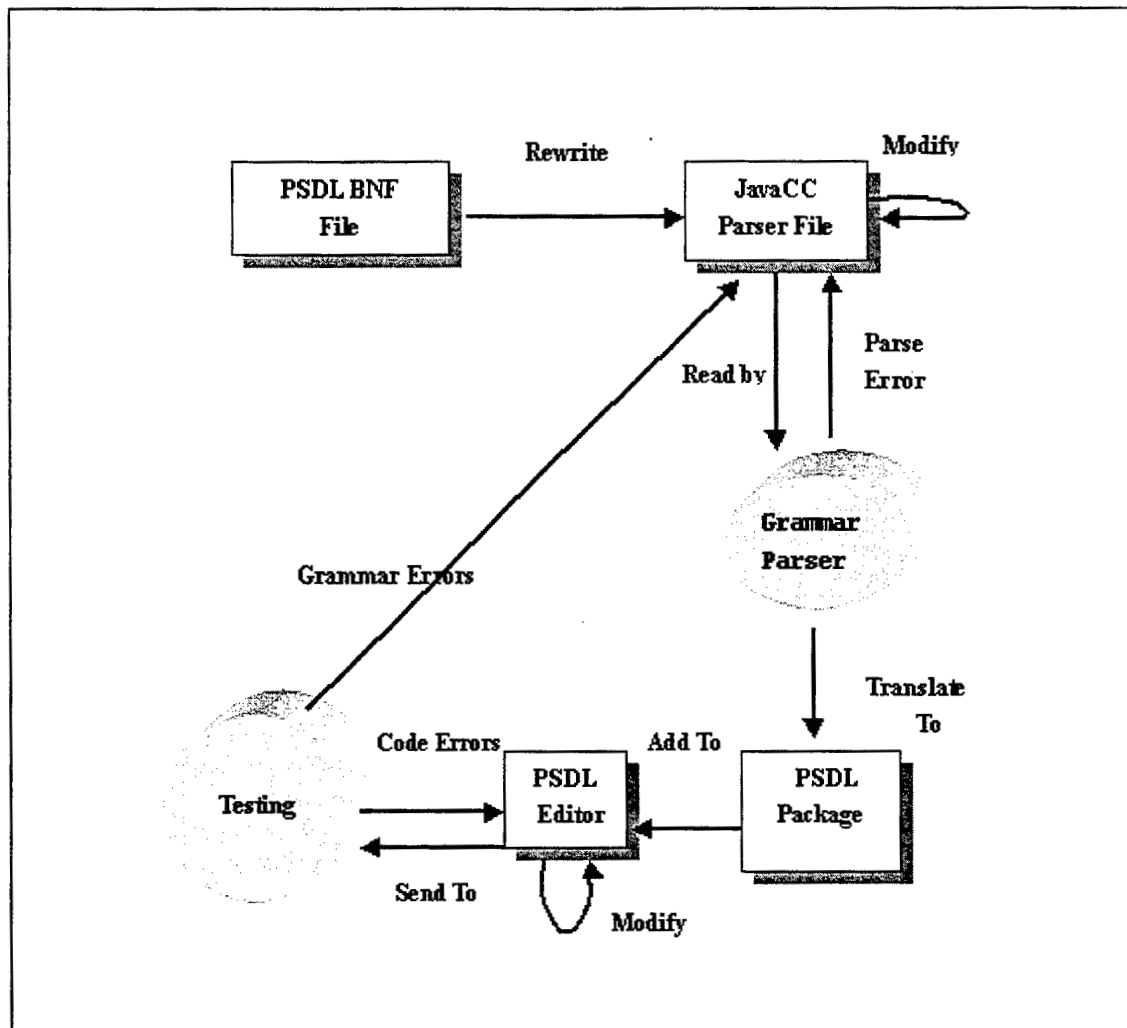 Rewrite
Modify
PSDL BNF
File
JavaCC
Parser File
Read by
Parse
Error
Grammar
Parser
Grammar Errors
Translate
To
Code Errors
Add To
PSDL
Editor
PSDL
Package
Testing
Send To
Modify